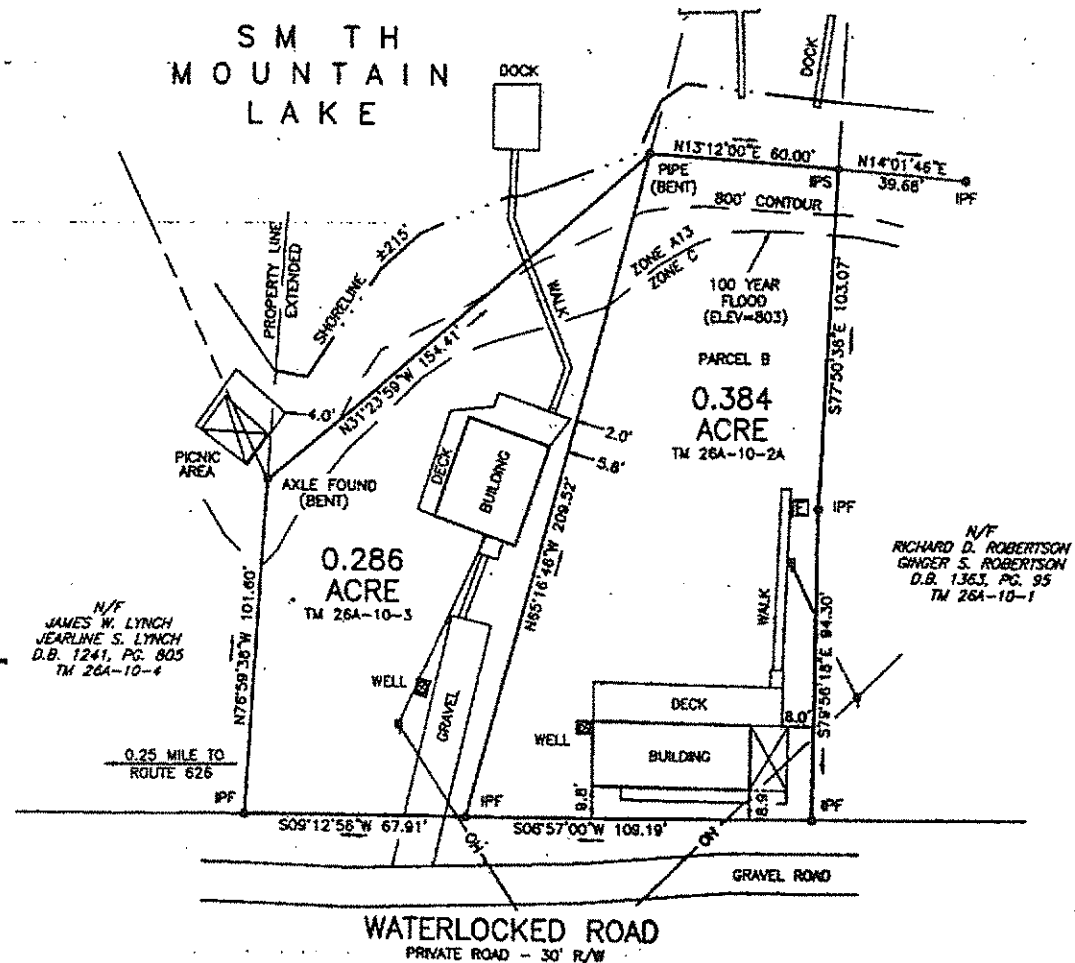 SM TH
MOUNTAIN
LAKE
DOCK
DOCK
N13°12'00"E 60.00'
N14°01'46"E
39.68'
PIPE
(BENT)
IPS
IPF
800' CONTOUR
ZONE A13
ZONE C
100 YEAR
FLOOD
(ELEV=803)
PROPERTY LINE
EXTENDED
SHORELINE ±215'
WALK
N31°23'59"W 154.41'
S77°50'38"E 103.07'
PARCEL B
0.384
ACRE
TM 26A-10-2A
4.0'
2.0'
5.8'
PICNIC
AREA
AXLE FOUND
(BENT)
DECK
BUILDING
N65°16'46"W 209.52'
IPF
0.286
ACRE
TM 26A-10-3
N/F
RICHARD D. ROBERTSON
GINGER S. ROBERTSON
D.B. 1363, PG. 95
TM 26A-10-1
N/F
JAMES W. LYNCH
JEARLINE S. LYNCH
D.B. 1241, PG. 805
TM 26A-10-4
N76°59'38"W 101.60'
WALK
S79°56'18"E 94.30'
WELL
GRAVEL
DECK
8.0'
WELL
BUILDING
0.25 MILE TO
ROUTE 626
9.8'
8.9'
IPF
IPF
IPF
S09°12'56"W 67.91'
S06°57'00"W 109.19'
OH
OH
GRAVEL ROAD
WATERLOCKED ROAD
PRIVATE ROAD - 30' R/W